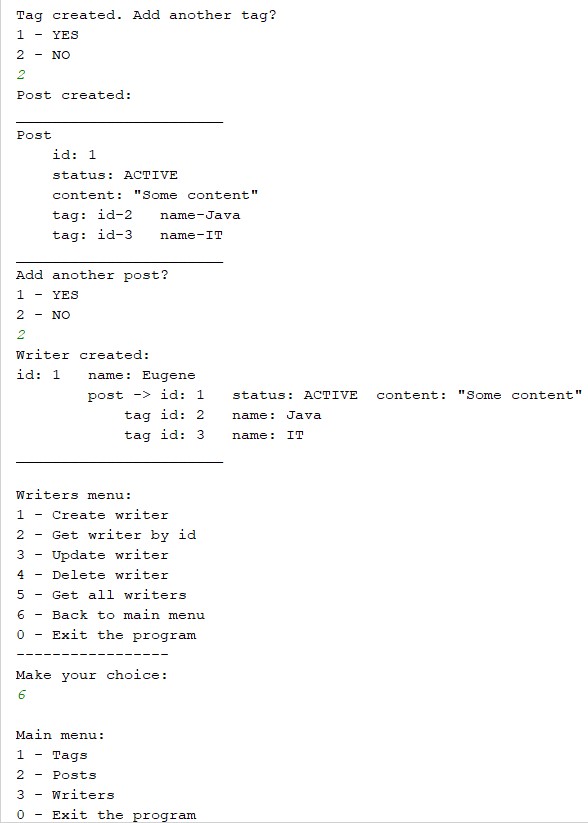 Tag created. Add another tag?
1 - YES
2 - NO
2
Post created:
_______________________
Post
    id: 1
    status: ACTIVE
    content: "Some content"
    tag: id-2   name-Java
    tag: id-3   name-IT
_______________________
Add another post?
1 - YES
2 - NO
2
Writer created:
id: 1   name: Eugene
        post -> id: 1   status: ACTIVE  content: "Some content"
            tag id: 2   name: Java
            tag id: 3   name: IT
_______________________
Writers menu:
1 - Create writer
2 - Get writer by id
3 - Update writer
4 - Delete writer
5 - Get all writers
6 - Back to main menu
0 - Exit the program
-----------------
Make your choice:
6
Main menu:
1 - Tags
2 - Posts
3 - Writers
0 - Exit the program